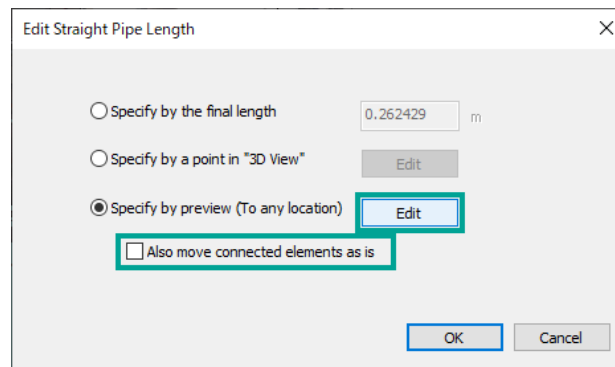 Edit Straight Pipe Length
Specify by the final length
0.262429
m
Specify by a point in "3D View"
Edit
Specify by preview (To any location)
Edit
Also move connected elements as is
OK
Cancel